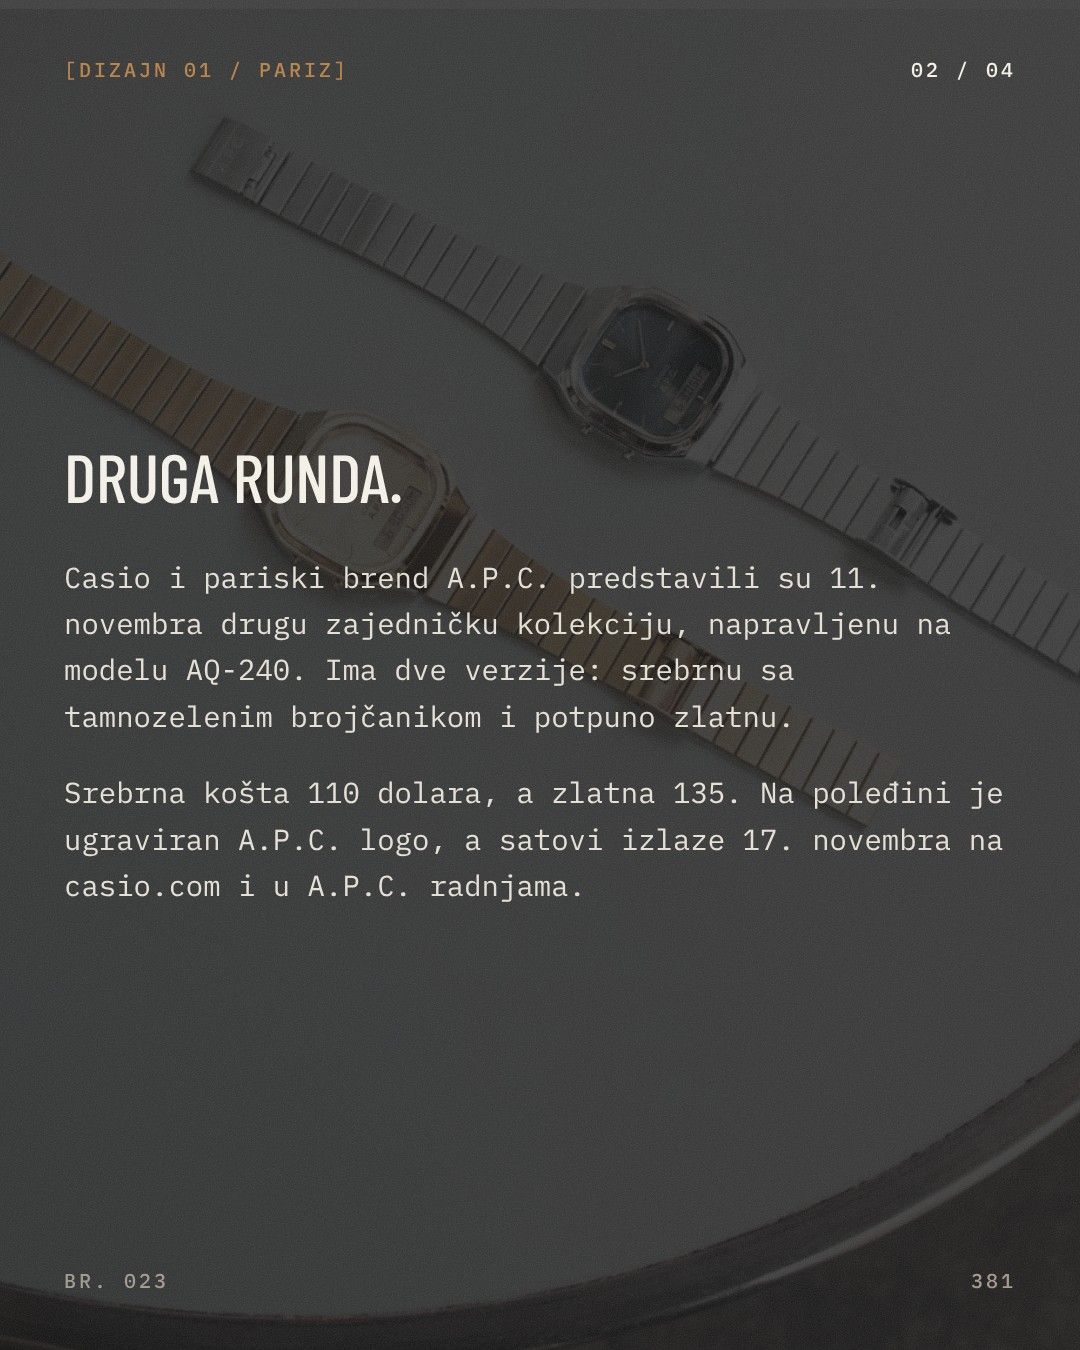 [DIZAJN 01 / PARIZ]
02 / 04
DRUGA RUNDA.
Casio i pariski brend A.P.C. predstavili su 11.
novembra drugu zajedničku kolekciju, napravljenu na
modelu AQ-240. Ima dve verzije: srebrnu sa
tamnozelenim brojčanikom i potpuno zlatnu.
Srebrna košta 110 dolara, a zlatna 135. Na poleđini je
ugraviran A.P.C. logo, a satovi izlaze 17. novembra na
casio.com i u A.P.C. radnjama.
BR. 023
381